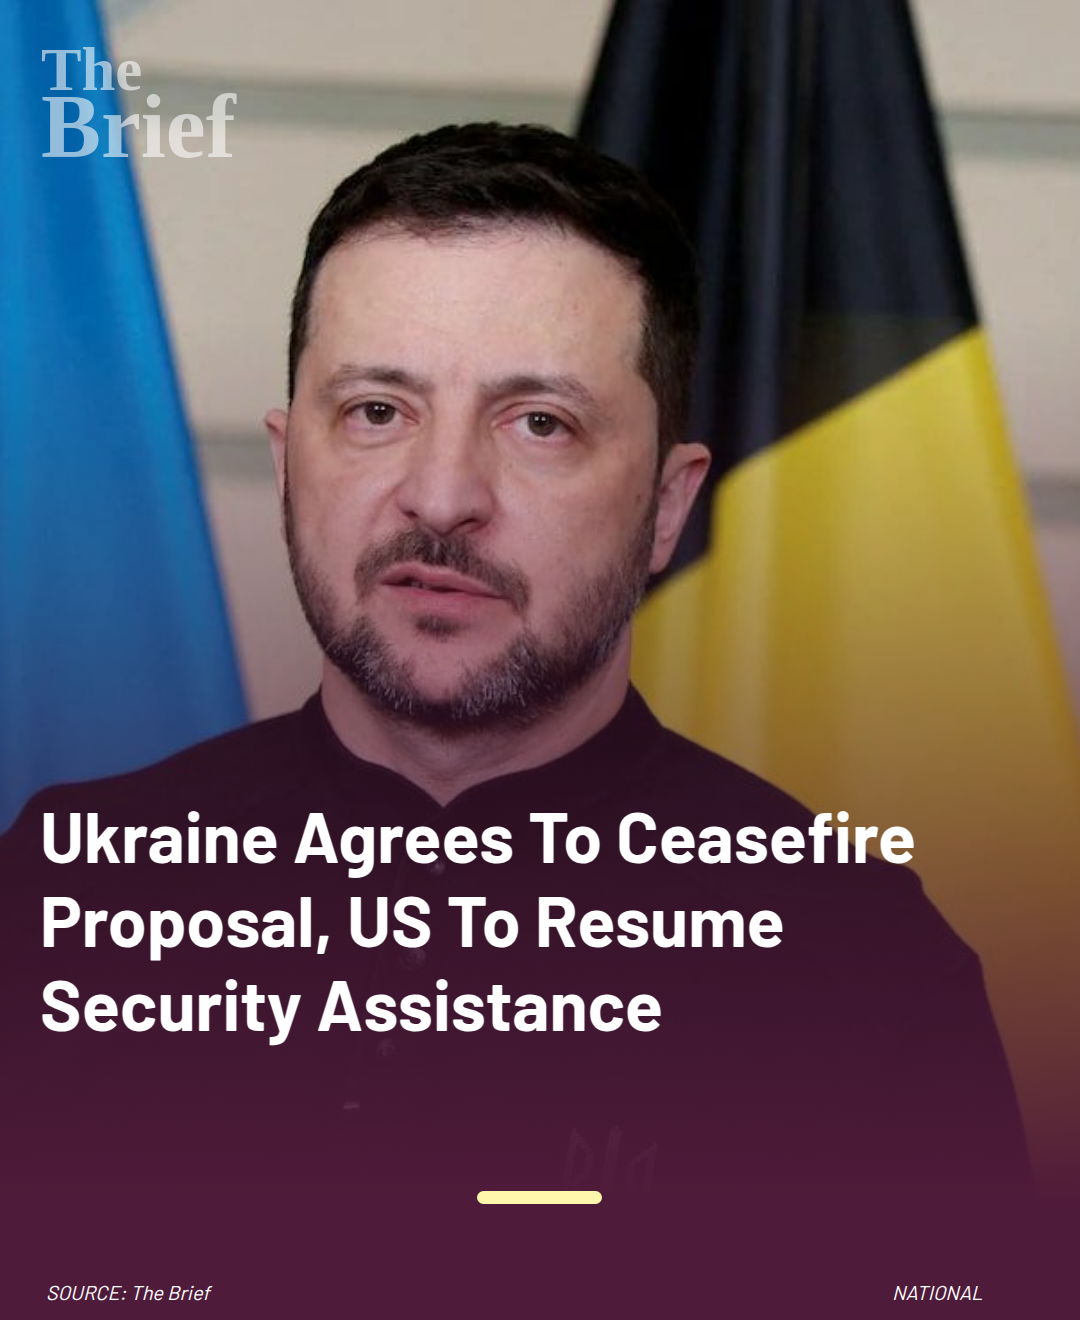 The
Brief
Ukraine Agrees To Ceasefire
Proposal, US To Resume
Security Assistance
SOURCE: The Brief
NATIONAL